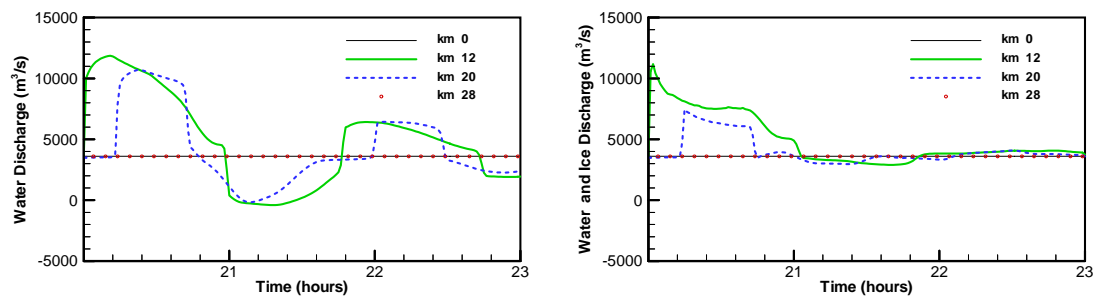 15000
10000
5000
0
-5000
Water Discharge (m³/s)
km 0
km 12
km 20
km 28
21
22
23
Time (hours)
15000
10000
5000
0
-5000
Water and Ice Discharge (m³/s)
km 0
km 12
km 20
km 28
21
22
23
Time (hours)